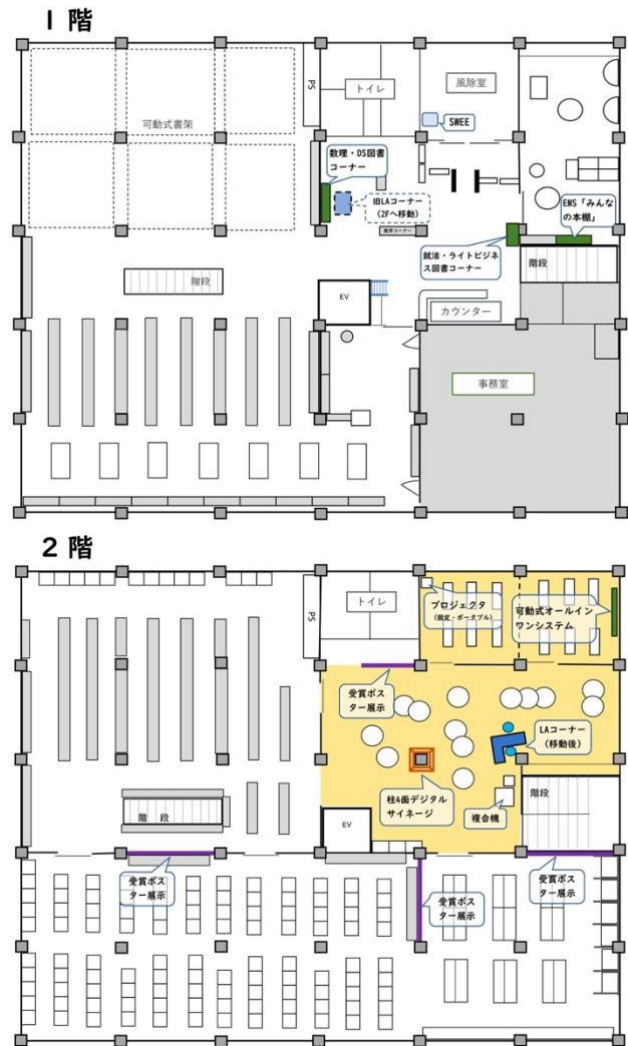 1階
PS
トイレ
風除室
SWEE
可動式書架
数理・DS図書
コーナー
旧LAコーナー
(2Fへ移動)
EMS「みんな
の本棚」
就活・ライトビジネ
ス図書コーナー
階段
階段
EV
カウンター
事務室
2階
PS
トイレ
プロジェクタ
(固定・ポータブル)
可動式オールイン
ワンシステム
受賞ポス
ター展示
LAコーナー
(移動後)
柱4面デジタル
サイネージ
複合機
階段
階 段
EV
受賞ポス
ター展示
受賞ポス
ター展示
受賞ポス
ター展示